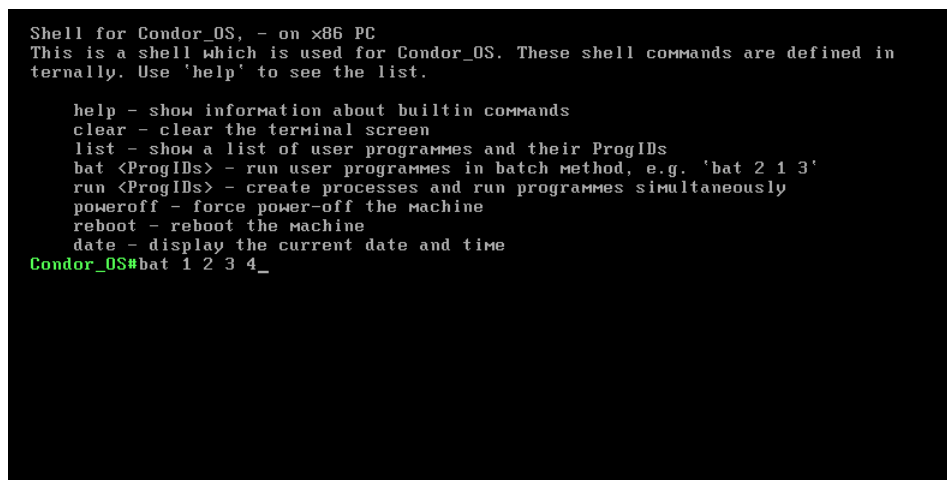 Shell for Condor_OS, – on x86 PC
This is a shell which is used for Condor_OS. These shell commands are defined in
ternally. Use `help` to see the list.
help – show information about builtin commands
clear – clear the terminal screen
list – show a list of user programmes and their ProgIDs
bat <ProgIDs> – run user programmes in batch method, e.g. `bat 2 1 3`
run <ProgIDs> – create processes and run programmes simultaneously
poweroff – force power-off the machine
reboot – reboot the machine
date – display the current date and time
Condor_OS#bat 1 2 3 4_